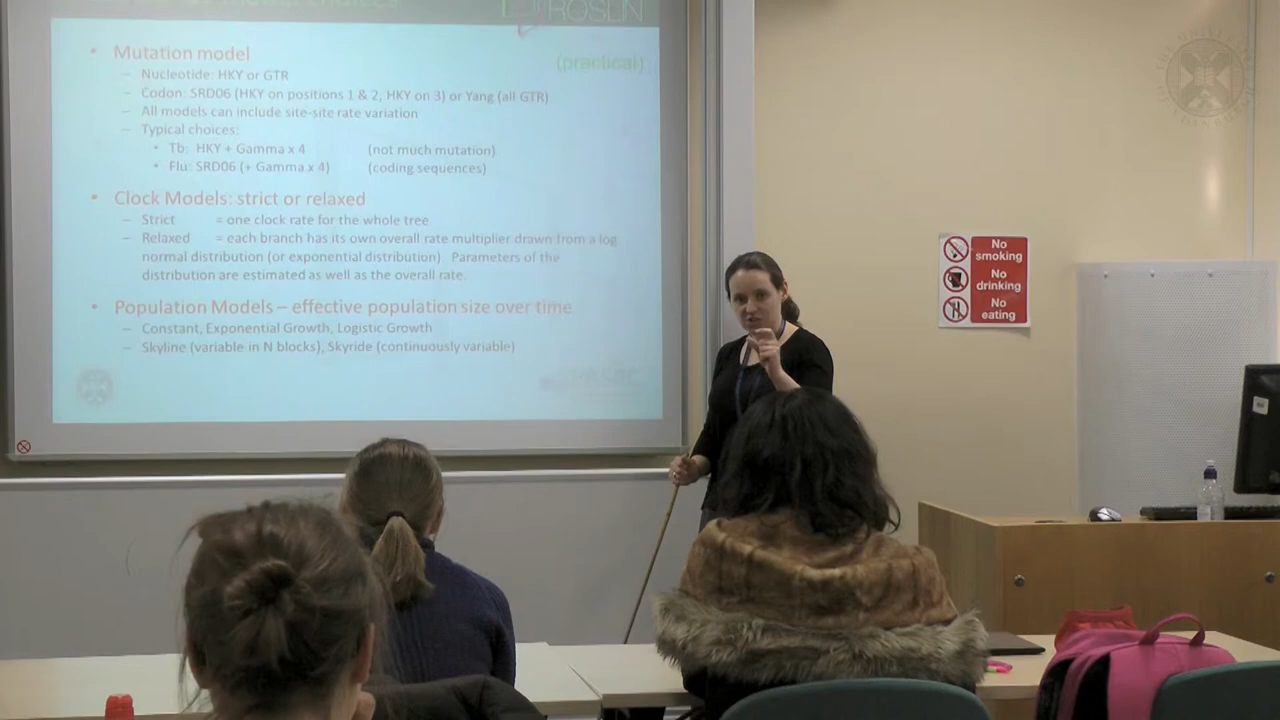 ROSLIN
• Mutation model
(practical)
– Nucleotide: HKY or GTR
– Codon: SRD06 (HKY on positions 1 & 2, HKY on 3) or Yang (all GTR)
– All models can include site-site rate variation
– Typical choices:
• Tb: HKY + Gamma x 4 (not much mutation)
• Flu: SRD06 (+ Gamma x 4) (coding sequences)
• Clock Models: strict or relaxed
– Strict = one clock rate for the whole tree
– Relaxed = each branch has its own overall rate multiplier drawn from a log
normal distribution (or exponential distribution). Parameters of the
distribution are estimated as well as the overall rate.
• Population Models – effective population size over time
– Constant, Exponential Growth, Logistic Growth
– Skyline (variable in N blocks), Skyride (continuously variable)
No
smoking
No
drinking
No
eating